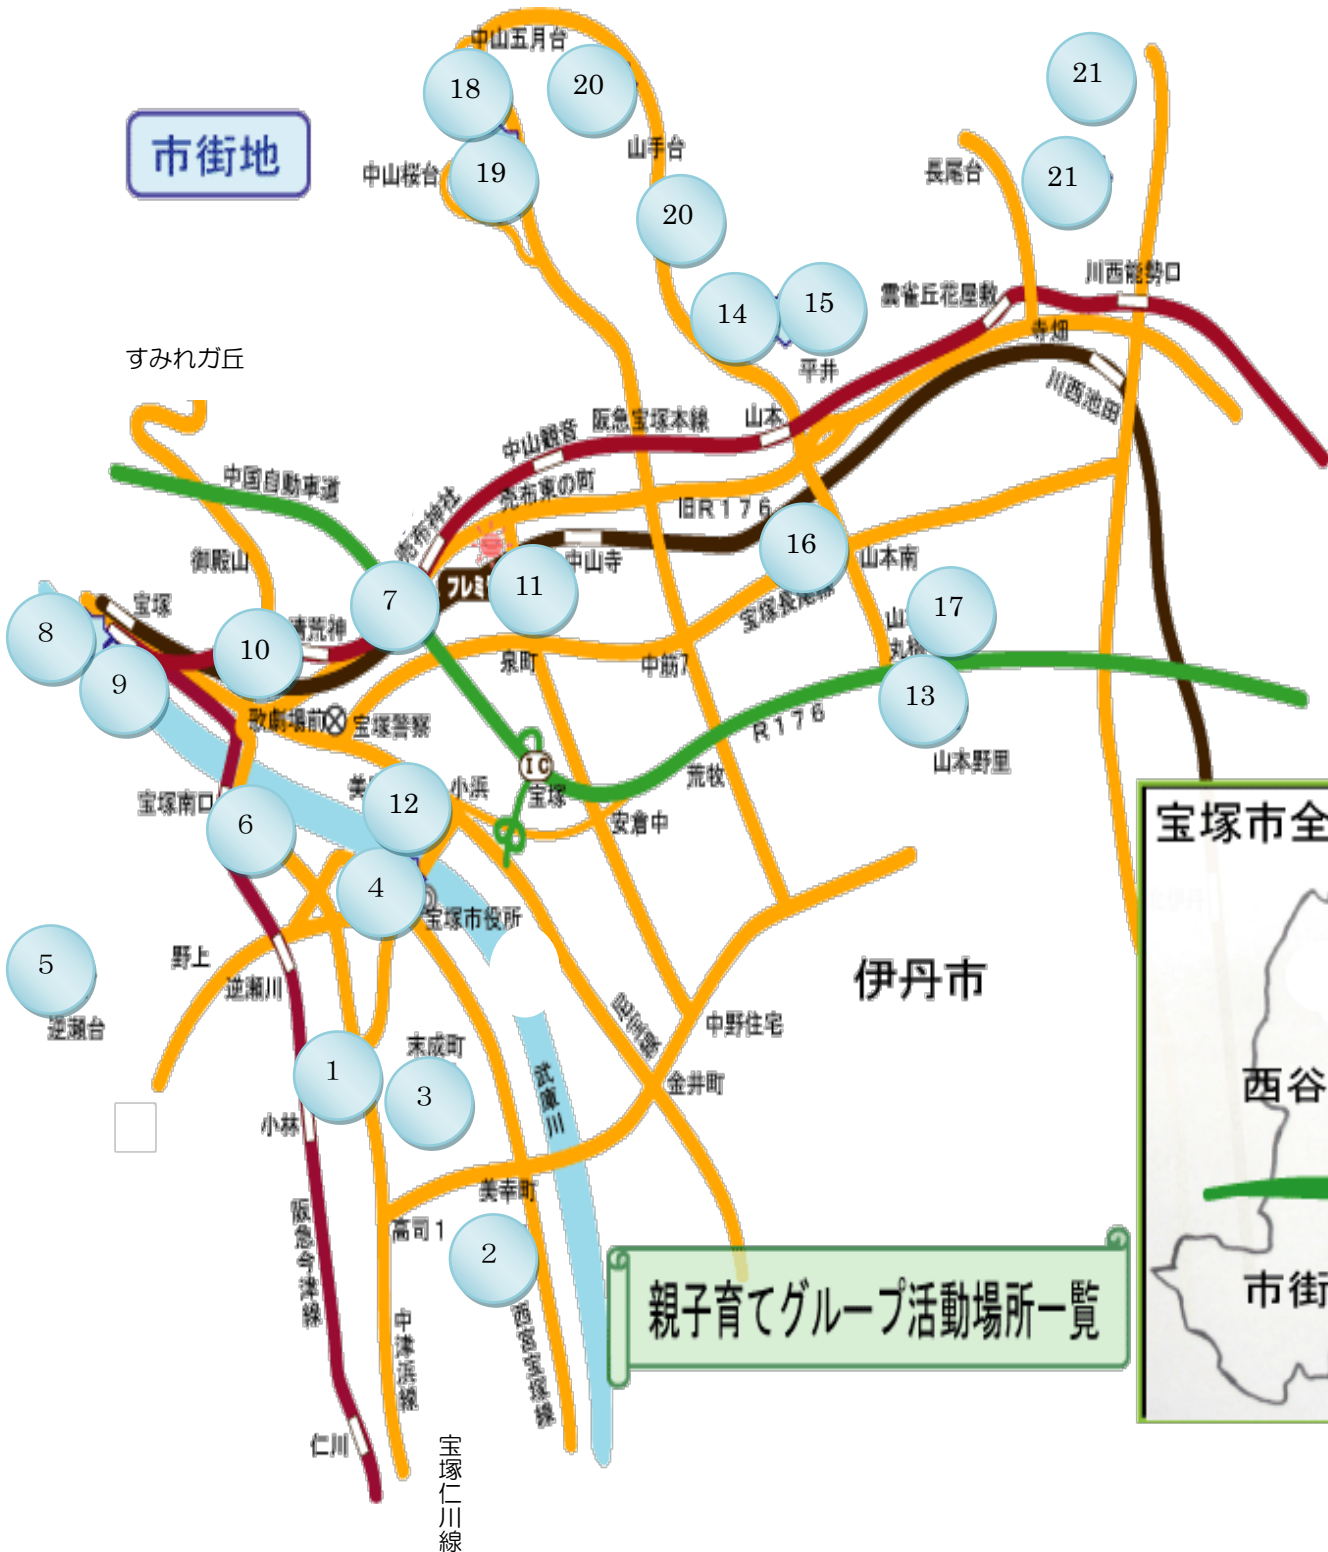 中山五月台
18
20
21
市街地
山手台
中山桜台
19
長尾台
21
20
川西能勢口
雲雀丘花屋敷
14
15
寺畑
すみれガ丘
平井
川西池田
阪急宝塚本線
山本
中山観音
中国自動車道
売布神社
売布東の町
旧R176
御殿山
16
中山寺
山本南
7
11
宝塚
17
8
10
清荒神
泉町
中筋7
9
13
歌劇場前
宝塚警察
R176
山本野里
IC
荒牧
小浜
宝塚
宝塚南口
12
安倉中
6
宝塚市全
4
宝塚市役所
野上
5
逆瀬川
伊丹市
逆瀬台
中野住宅
末成町
1
金井町
3
武庫川
西谷
小林
美幸町
高司1
2
親子育てグループ活動場所一覧
市街
中津浜線
仁川
宝塚仁川線